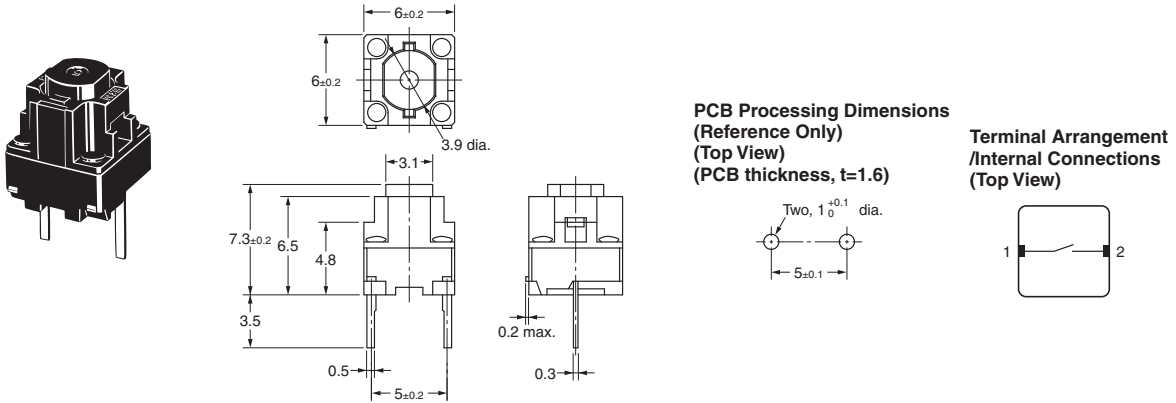 6±0.2
6±0.2
3.9 dia.
3.1
7.3±0.2
6.5
4.8
3.5
0.5
5±0.2
0.2 max.
0.3
PCB Processing Dimensions
(Reference Only)
(Top View)
(PCB thickness, t=1.6)
Two, 1 +0.1 0 dia.
5±0.1
Terminal Arrangement
/Internal Connections
(Top View)
1
2